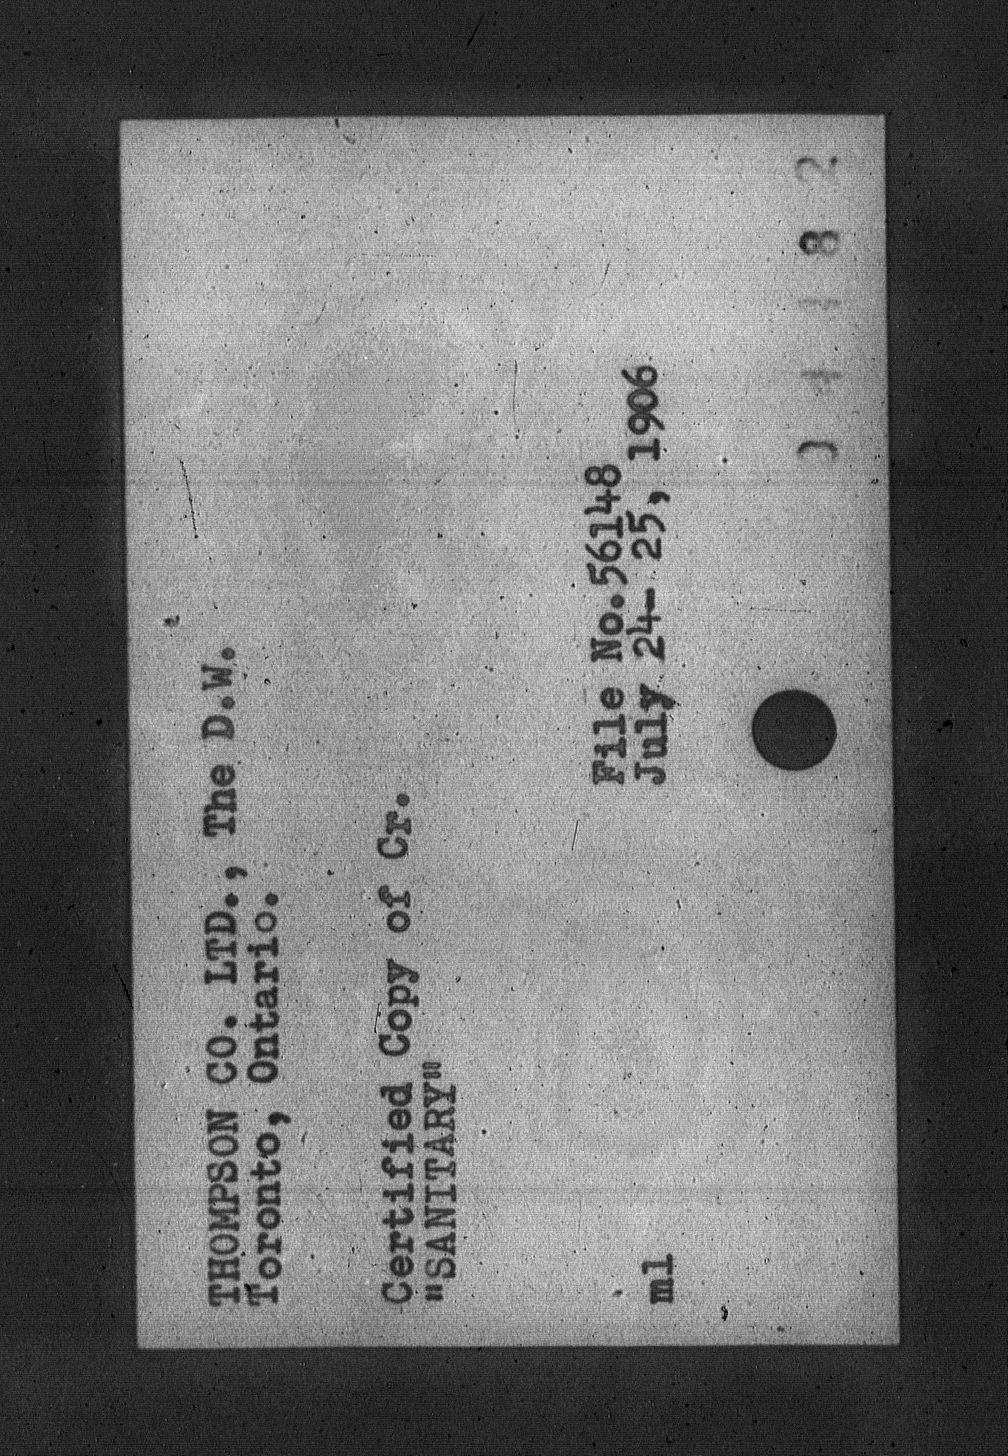 THOMPSON CO. LTD., The D.W.
Toronto, Ontario.
Certified Copy of Cr.
"SANITARY"
File No.56148
July 24-25, 1906
ml